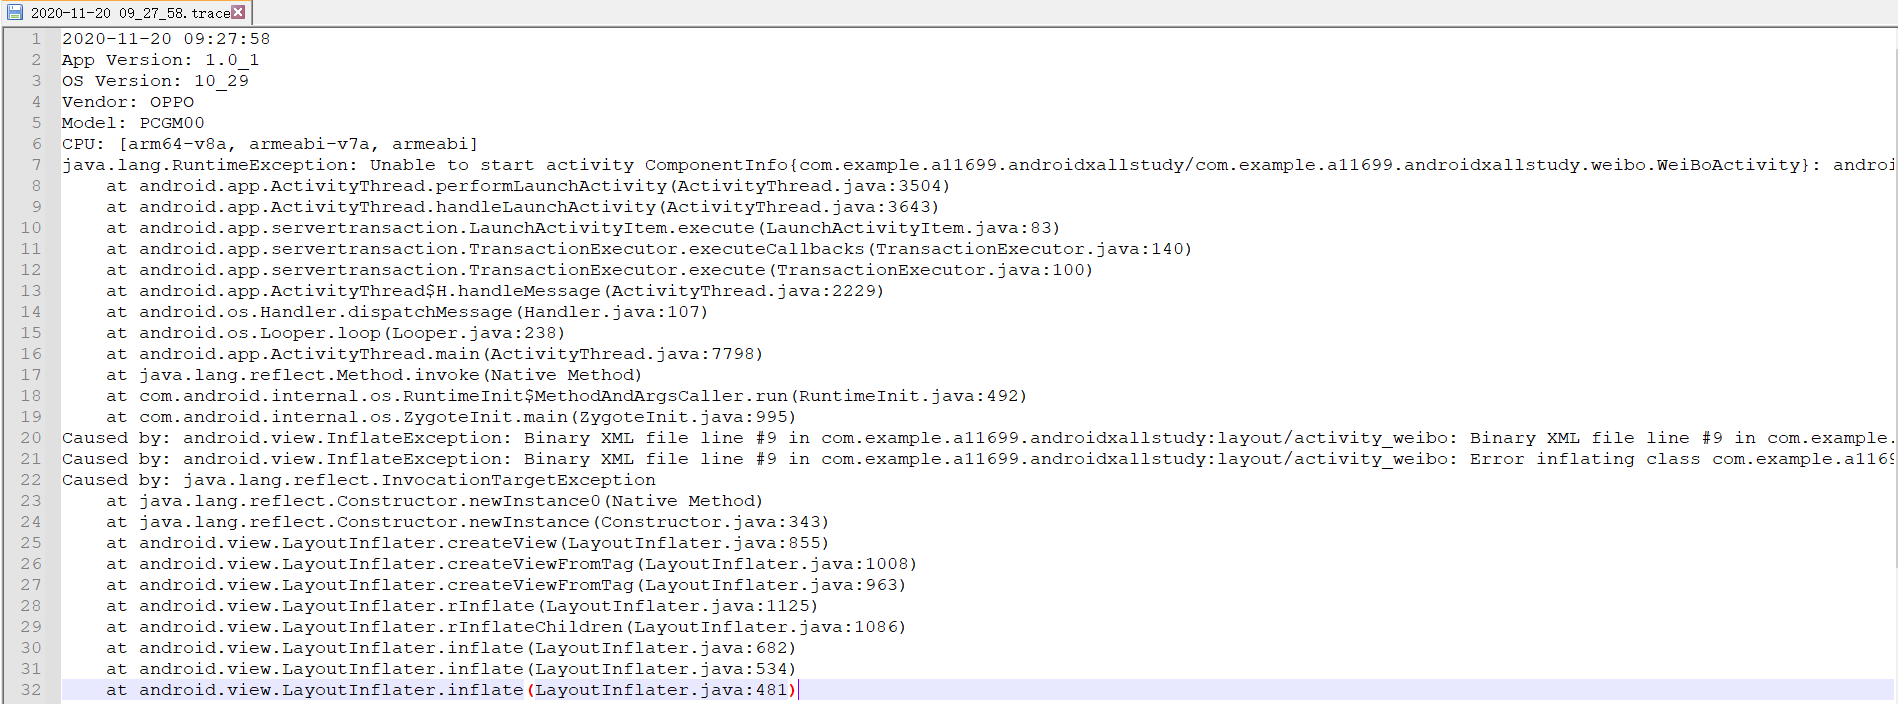 2020-11-20 09_27_58.trace
1 2020-11-20 09:27:58
2 App Version: 1.0_1
3 OS Version: 10_29
4 Vendor: OPPO
5 Model: PCGM00
6 CPU: [arm64-v8a, armeabi-v7a, armeabi]
7 java.lang.RuntimeException: Unable to start activity ComponentInfo{com.example.a11699.androidxallstudy/com.example.a11699.androidxallstudy.weibo.WeiBoActivity}: androi
8 at android.app.ActivityThread.performLaunchActivity(ActivityThread.java:3504)
9 at android.app.ActivityThread.handleLaunchActivity(ActivityThread.java:3643)
10 at android.app.servertransaction.LaunchActivityItem.execute(LaunchActivityItem.java:83)
11 at android.app.servertransaction.TransactionExecutor.executeCallbacks(TransactionExecutor.java:140)
12 at android.app.servertransaction.TransactionExecutor.execute(TransactionExecutor.java:100)
13 at android.app.ActivityThread$H.handleMessage(ActivityThread.java:2229)
14 at android.os.Handler.dispatchMessage(Handler.java:107)
15 at android.os.Looper.loop(Looper.java:238)
16 at android.app.ActivityThread.main(ActivityThread.java:7798)
17 at java.lang.reflect.Method.invoke(Native Method)
18 at com.android.internal.os.RuntimeInit$MethodAndArgsCaller.run(RuntimeInit.java:492)
19 at com.android.internal.os.ZygoteInit.main(ZygoteInit.java:995)
20 Caused by: android.view.InflateException: Binary XML file line #9 in com.example.a11699.androidxallstudy:layout/activity_weibo: Binary XML file line #9 in com.example.
21 Caused by: android.view.InflateException: Binary XML file line #9 in com.example.a11699.androidxallstudy:layout/activity_weibo: Error inflating class com.example.a1169
22 Caused by: java.lang.reflect.InvocationTargetException
23 at java.lang.reflect.Constructor.newInstance0(Native Method)
24 at java.lang.reflect.Constructor.newInstance(Constructor.java:343)
25 at android.view.LayoutInflater.createView(LayoutInflater.java:855)
26 at android.view.LayoutInflater.createViewFromTag(LayoutInflater.java:1008)
27 at android.view.LayoutInflater.createViewFromTag(LayoutInflater.java:963)
28 at android.view.LayoutInflater.rInflate(LayoutInflater.java:1125)
29 at android.view.LayoutInflater.rInflateChildren(LayoutInflater.java:1086)
30 at android.view.LayoutInflater.inflate(LayoutInflater.java:682)
31 at android.view.LayoutInflater.inflate(LayoutInflater.java:534)
32 at android.view.LayoutInflater.inflate(LayoutInflater.java:481)